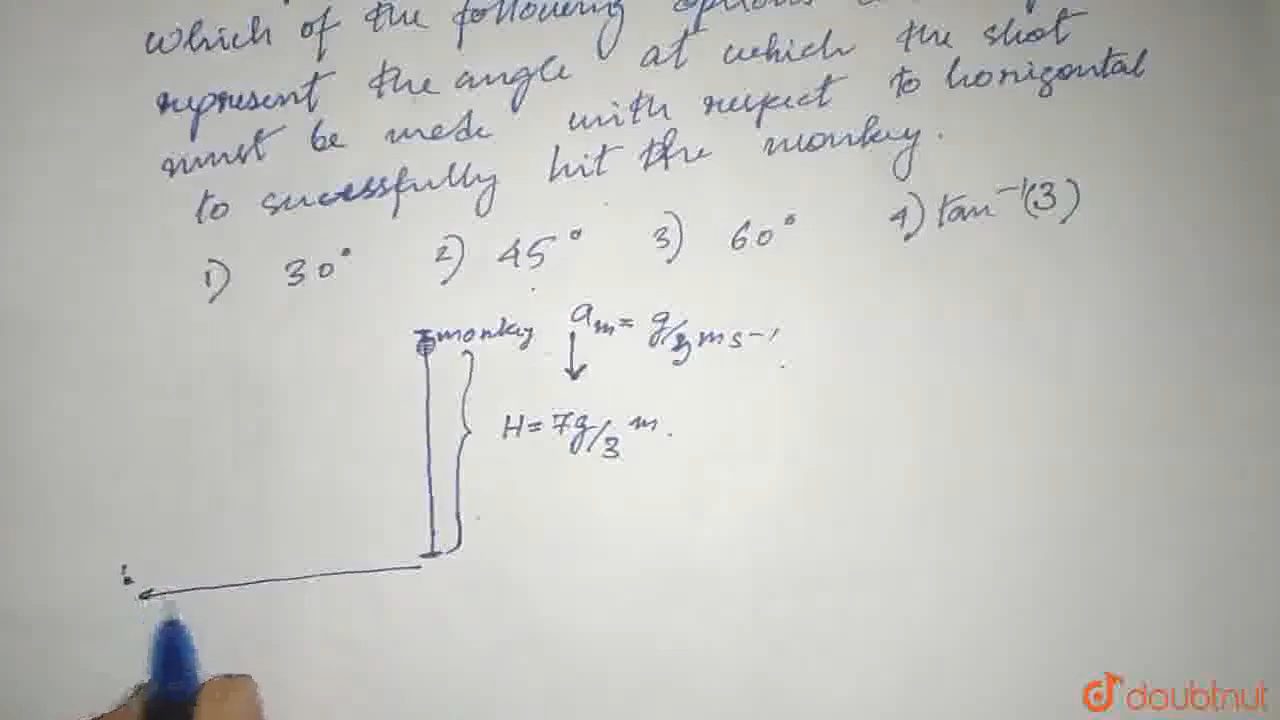 which of the following options
represent the angle at which the shot
must be made with respect to horizontal
to sucessfully hit the monkey.
1) 30° 2) 45° 3) 60° 4) tan⁻¹(3)
monkey aₘ = g/3 ms⁻
H = 7g/3 m.
doubtnut